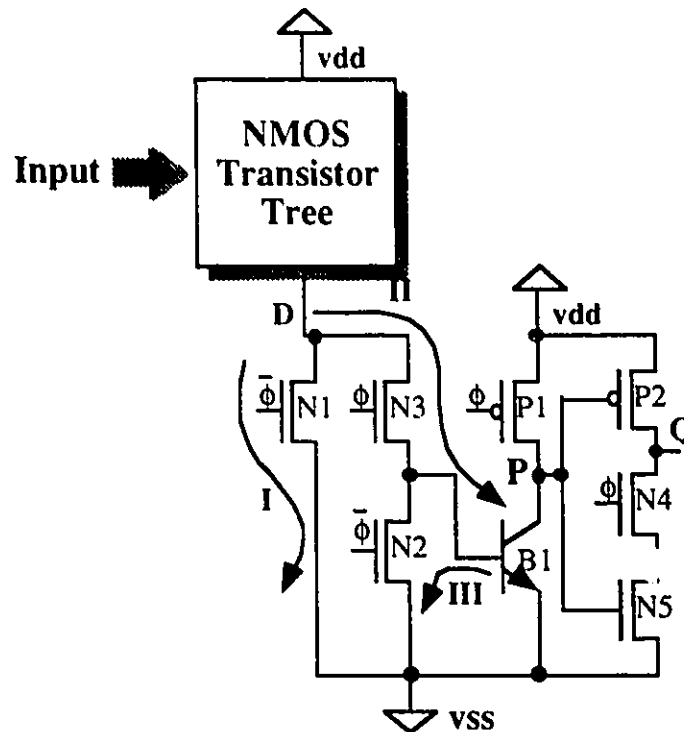 vdd
NMOS
Transistor
Tree
Input
II
D
vdd
ϕ̄
N1
ϕ
N3
ϕ
P1
P2
Q
I
P
ϕ
N4
ϕ̄
N2
III
B1
N5
vss